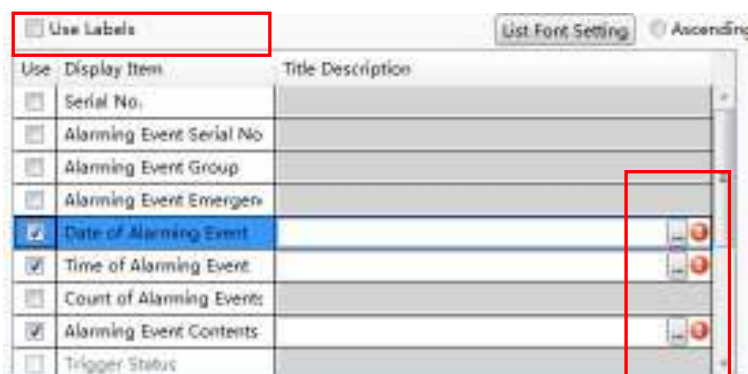 Use Labels List Font Setting Ascending
Use Display Item Title Description
Serial No.
Alarming Event Serial No
Alarming Event Group
Alarming Event Emergen
Date of Alarming Event ...
Time of Alarming Event ...
Count of Alarming Events
Alarming Event Contents ...
Trigger Status